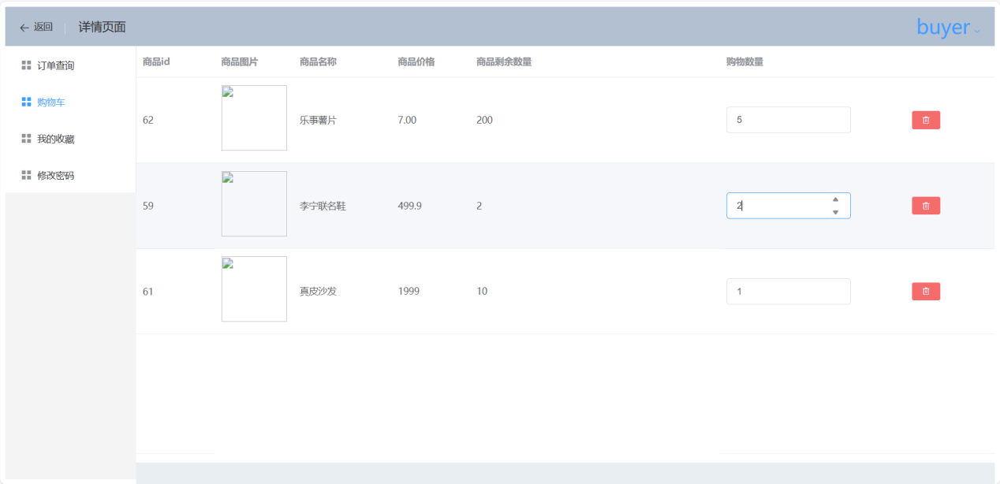 返回 详情页面 buyer
订单查询
购物车
我的收藏
修改密码
商品id 商品图片 商品名称 商品价格 商品剩余数量 购物数量
62 乐事薯片 7.00 200 5
59 李宁联名鞋 499.9 2 2
61 真皮沙发 1999 10 1